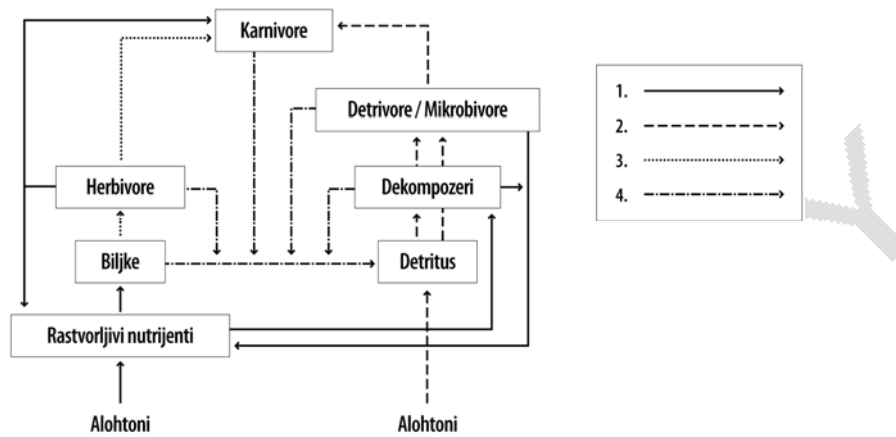 Karnivore
Detrivore / Mikrobivore
Herbivore
Dekompozeri
Biljke
Detritus
Rastvorljivi nutrijenti
Alohtoni
Alohtoni
1.
2.
3.
4.